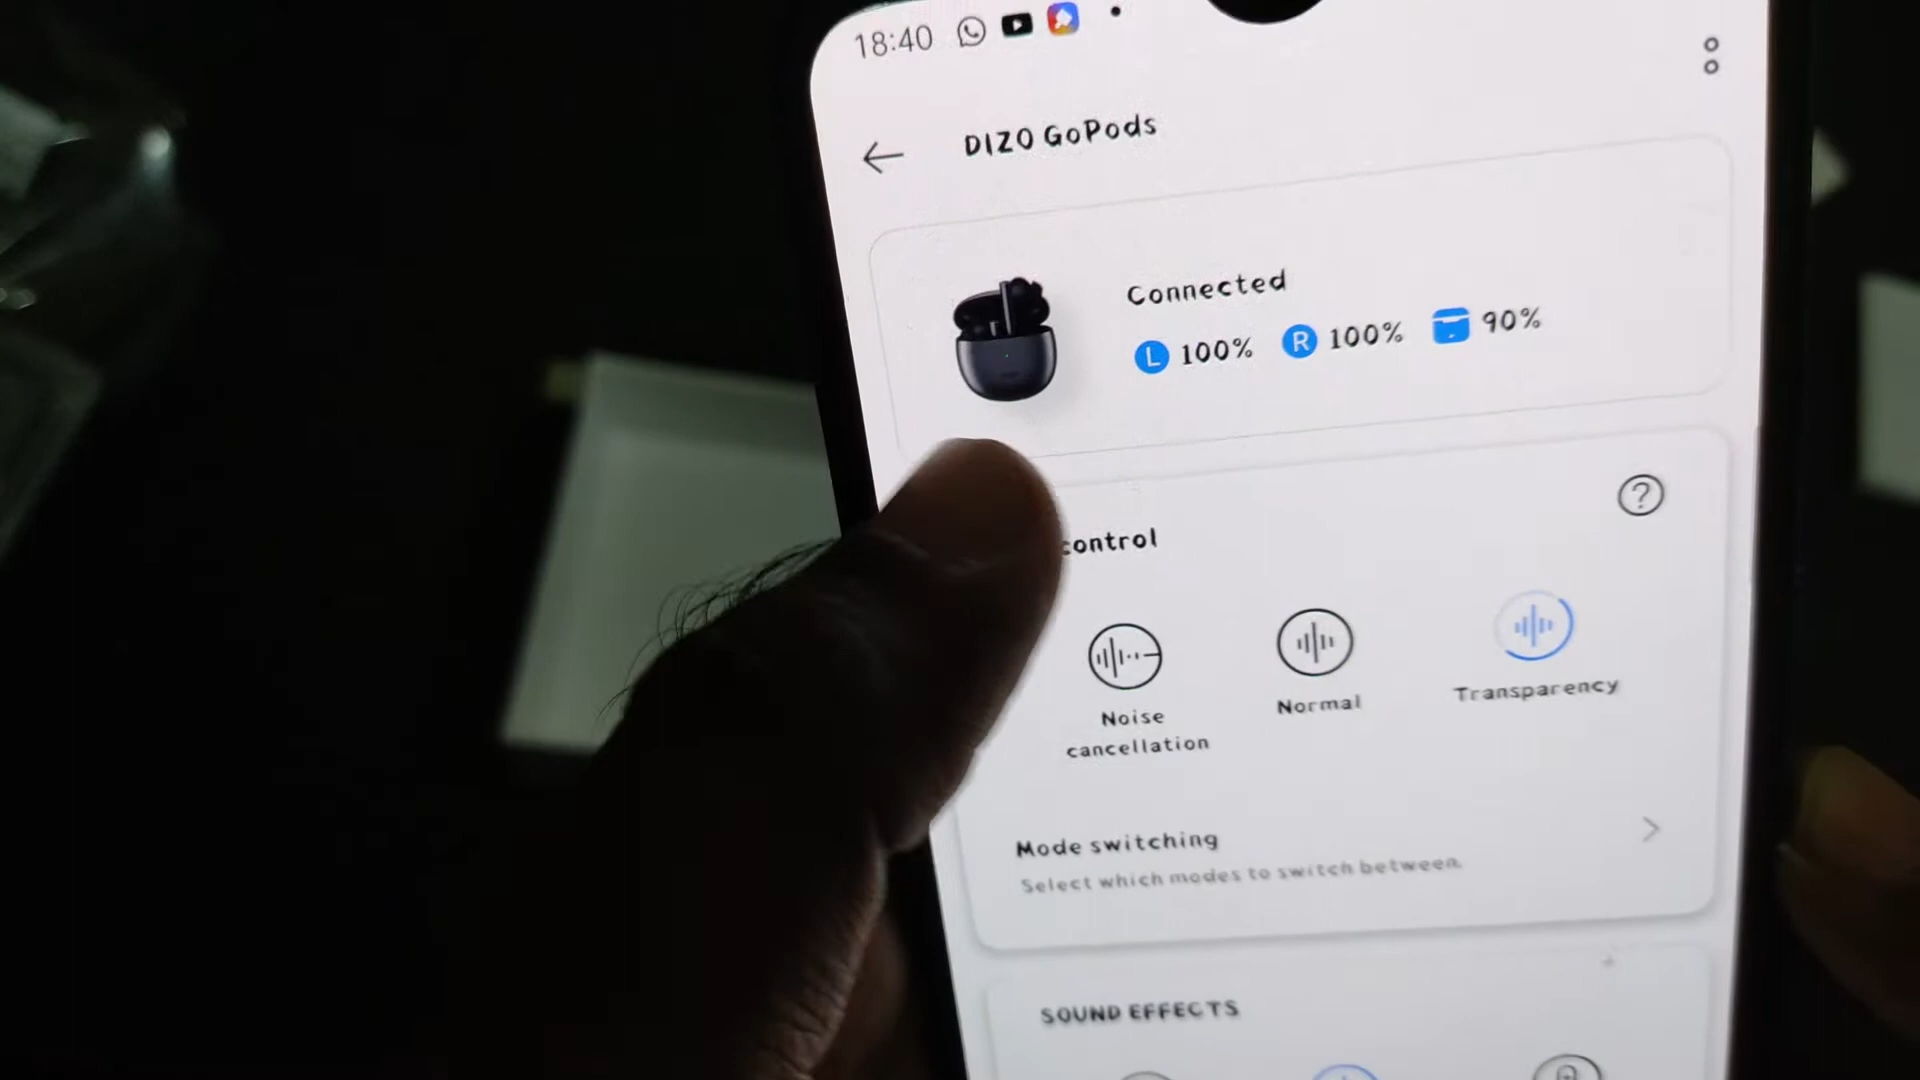 18:40
DIZO GoPods
Connected
L 100% R 100% 90%
control
Noise cancellation
Normal
Transparency
Mode switching
Select which modes to switch between.
SOUND EFFECTS